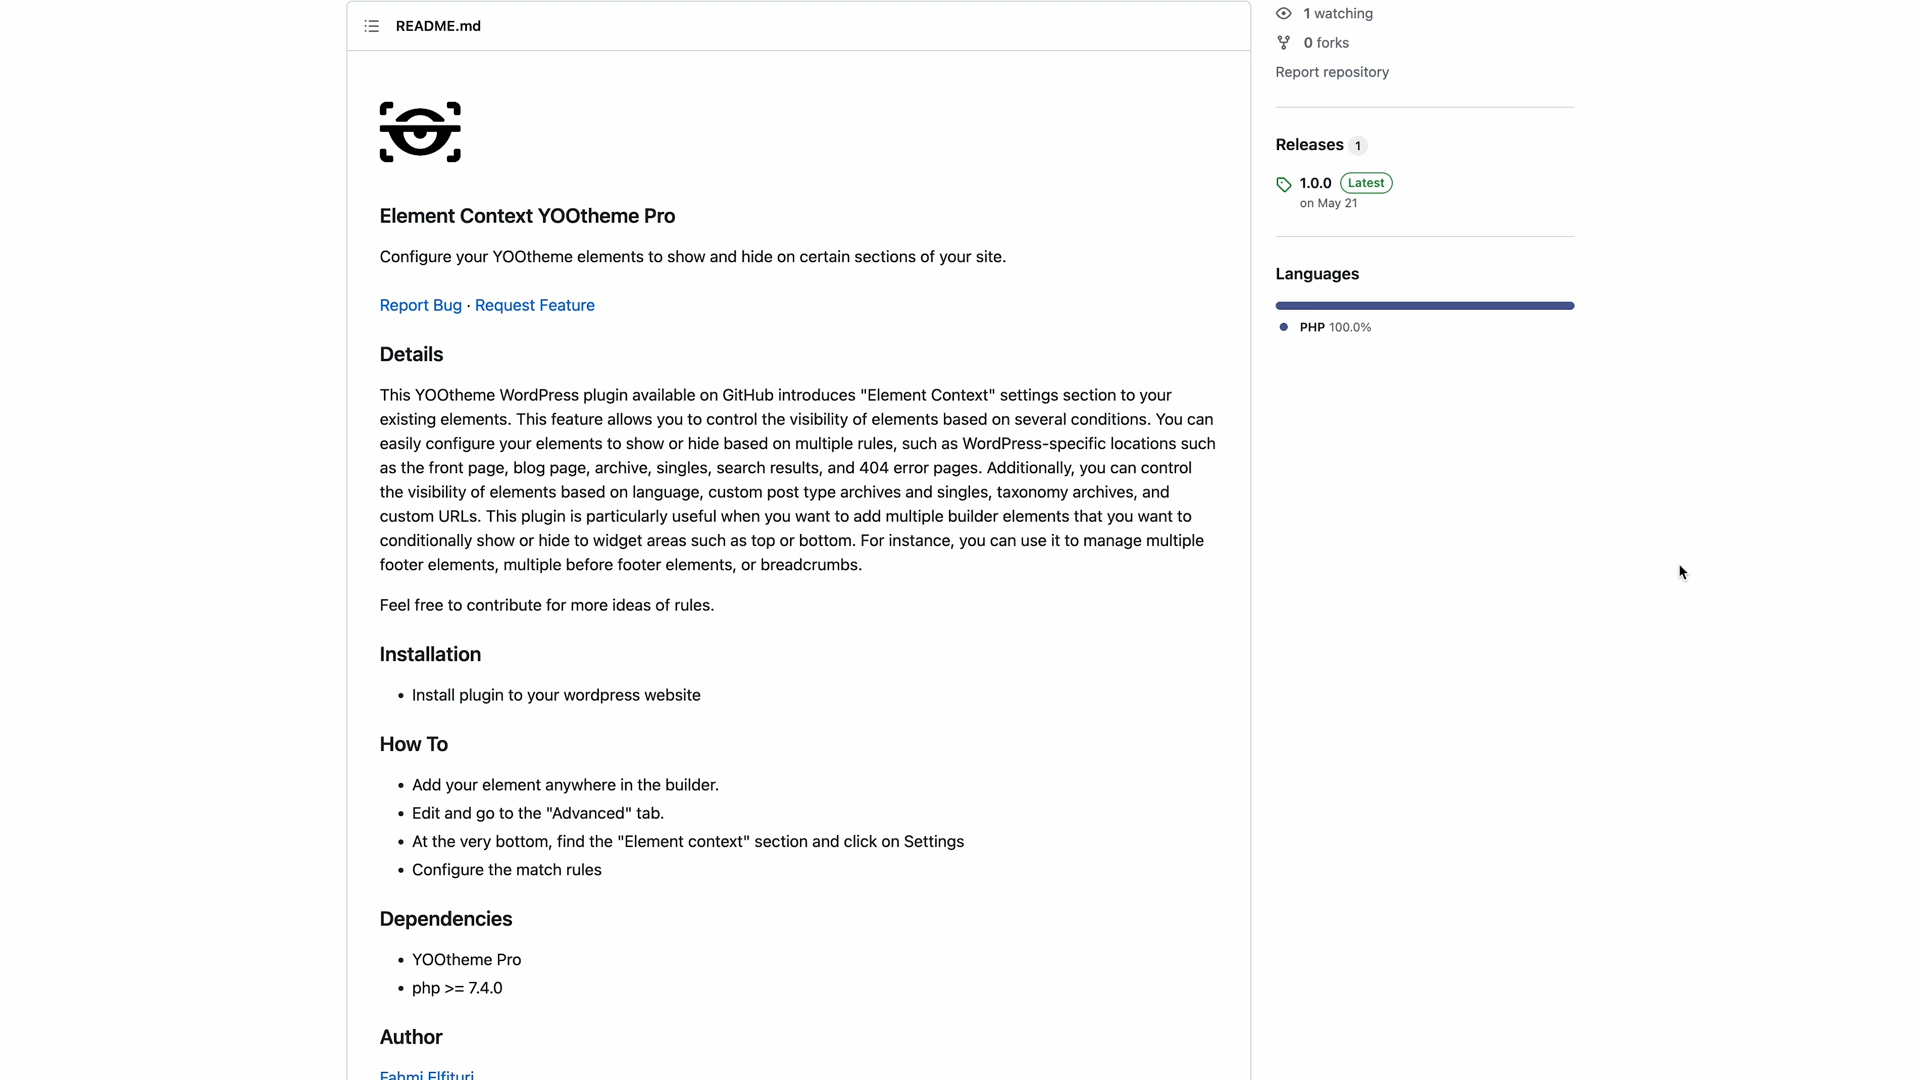 README.md
Element Context YOOtheme Pro
Configure your YOOtheme elements to show and hide on certain sections of your site.
Report Bug · Request Feature
Details
This YOOtheme WordPress plugin available on GitHub introduces "Element Context" settings section to your
existing elements. This feature allows you to control the visibility of elements based on several conditions. You can
easily configure your elements to show or hide based on multiple rules, such as WordPress-specific locations such
as the front page, blog page, archive, singles, search results, and 404 error pages. Additionally, you can control
the visibility of elements based on language, custom post type archives and singles, taxonomy archives, and
custom URLs. This plugin is particularly useful when you want to add multiple builder elements that you want to
conditionally show or hide to widget areas such as top or bottom. For instance, you can use it to manage multiple
footer elements, multiple before footer elements, or breadcrumbs.
Feel free to contribute for more ideas of rules.
Installation
• Install plugin to your wordpress website
How To
• Add your element anywhere in the builder.
• Edit and go to the "Advanced" tab.
• At the very bottom, find the "Element context" section and click on Settings
• Configure the match rules
Dependencies
• YOOtheme Pro
• php >= 7.4.0
Author
Fahmi Elfituri
1 watching
0 forks
Report repository
Releases 1
1.0.0 Latest
on May 21
Languages
PHP 100.0%